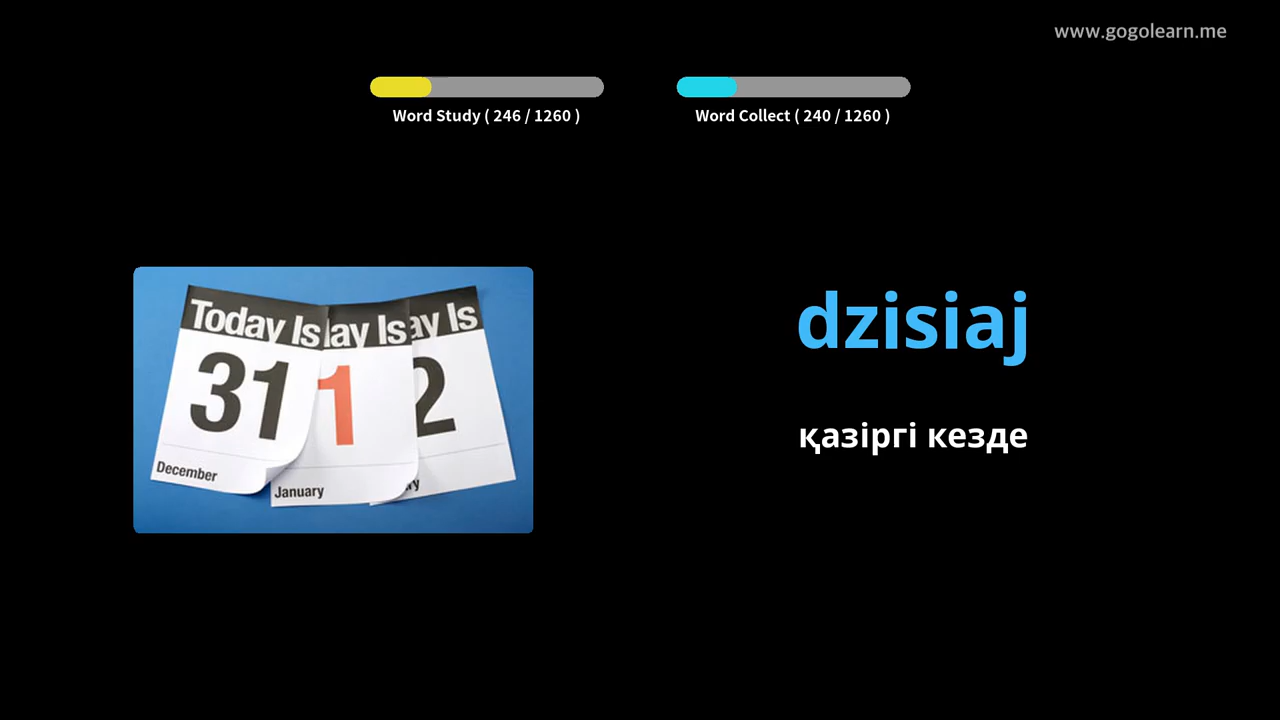 www.gogolearn.me
Word Study ( 246 / 1260 )
Word Collect ( 240 / 1260 )
Today Is
ay Is
ay Is
31
1
2
December
January
ry
dzisiaj
қазіргі кезде